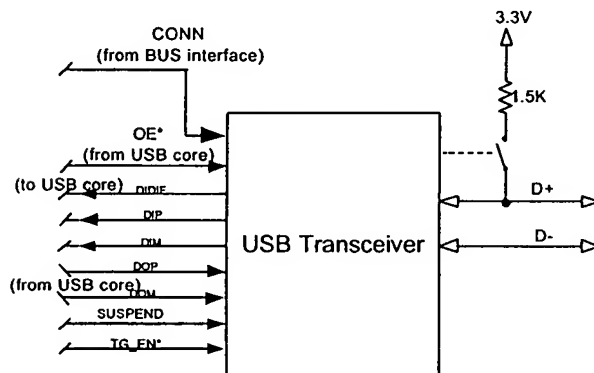 CONN
(from BUS interface)
3.3V
1.5K
OE*
(from USB core)
(to USB core)
DIDIF
D+
DIP
DIM
D-
USB Transceiver
DOP
(from USB core)
DOM
SUSPEND
TG_EN*